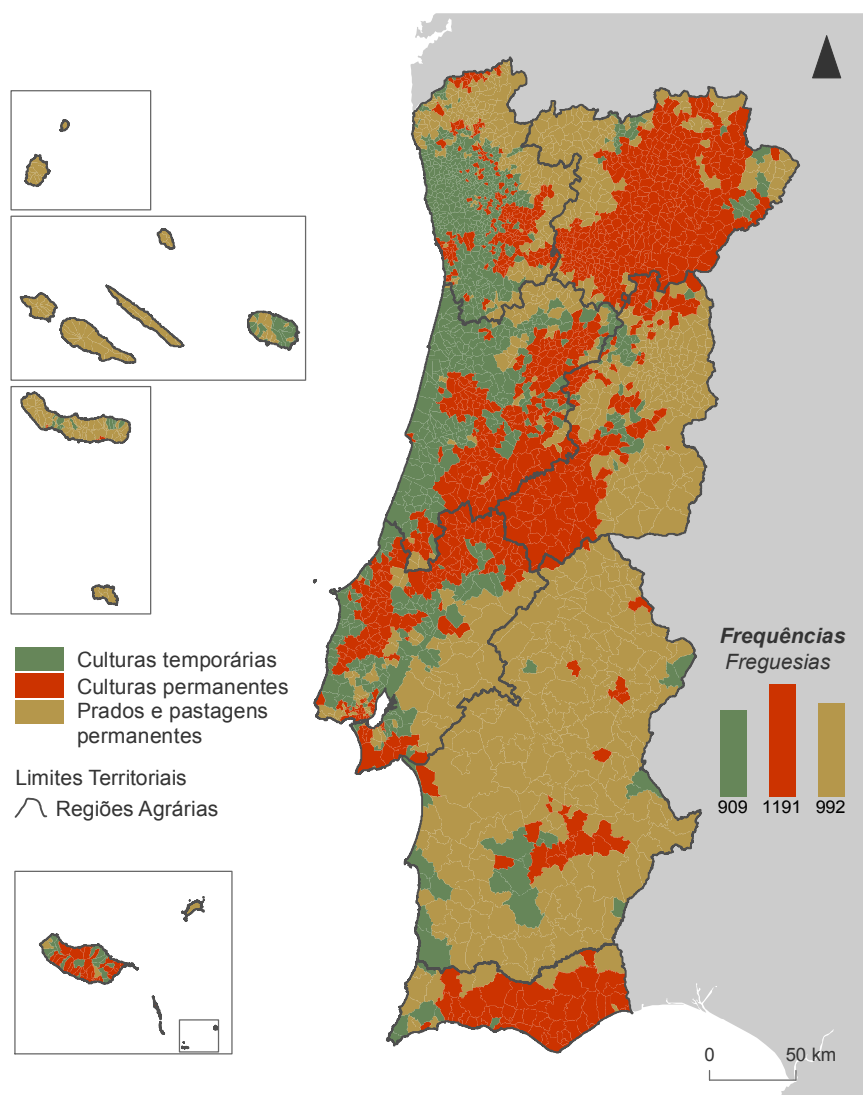 Culturas temporárias
Culturas permanentes
Prados e pastagens
permanentes
Limites Territoriais
Regiões Agrárias
Frequências
Freguesias
909 1191 992
0 50 km